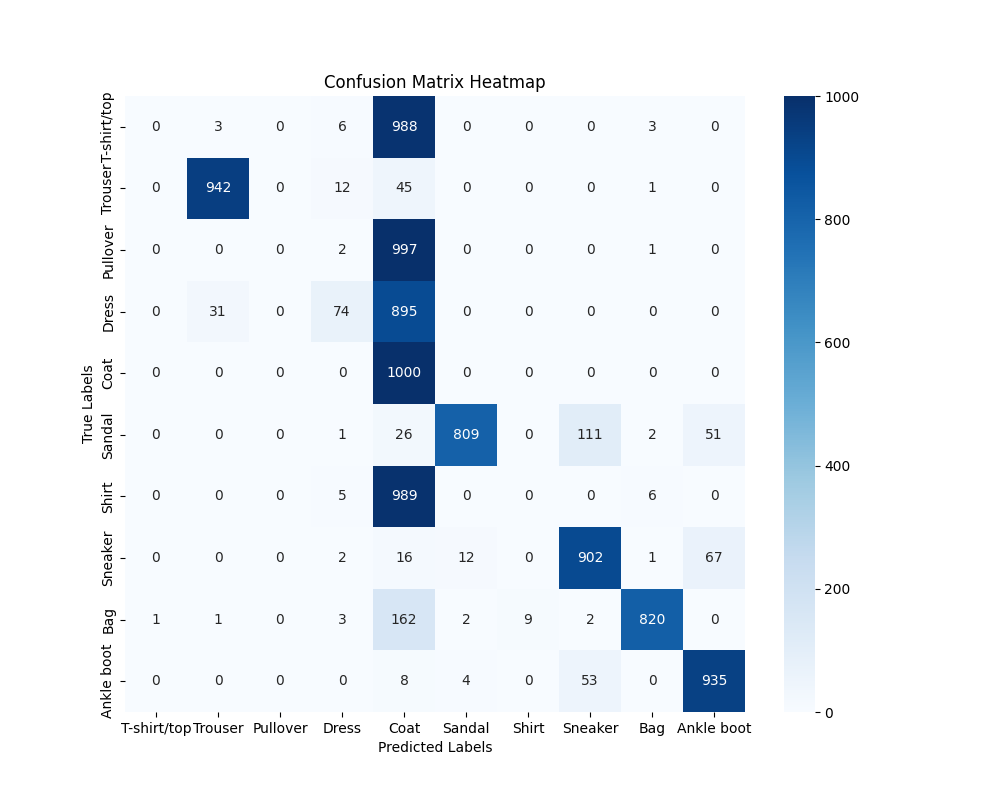 Confusion Matrix Heatmap
True Labels
T-shirt/top 0 3 0 6 988 0 0 0 3 0
Trouser 0 942 0 12 45 0 0 0 1 0
Pullover 0 0 0 2 997 0 0 0 1 0
Dress 0 31 0 74 895 0 0 0 0 0
Coat 0 0 0 0 1000 0 0 0 0 0
Sandal 0 0 0 1 26 809 0 111 2 51
Shirt 0 0 0 5 989 0 0 0 6 0
Sneaker 0 0 0 2 16 12 0 902 1 67
Bag 1 1 0 3 162 2 9 2 820 0
Ankle boot 0 0 0 0 8 4 0 53 0 935
T-shirt/top Trouser Pullover Dress Coat Sandal Shirt Sneaker Bag Ankle boot
Predicted Labels
1000
800
600
400
200
0